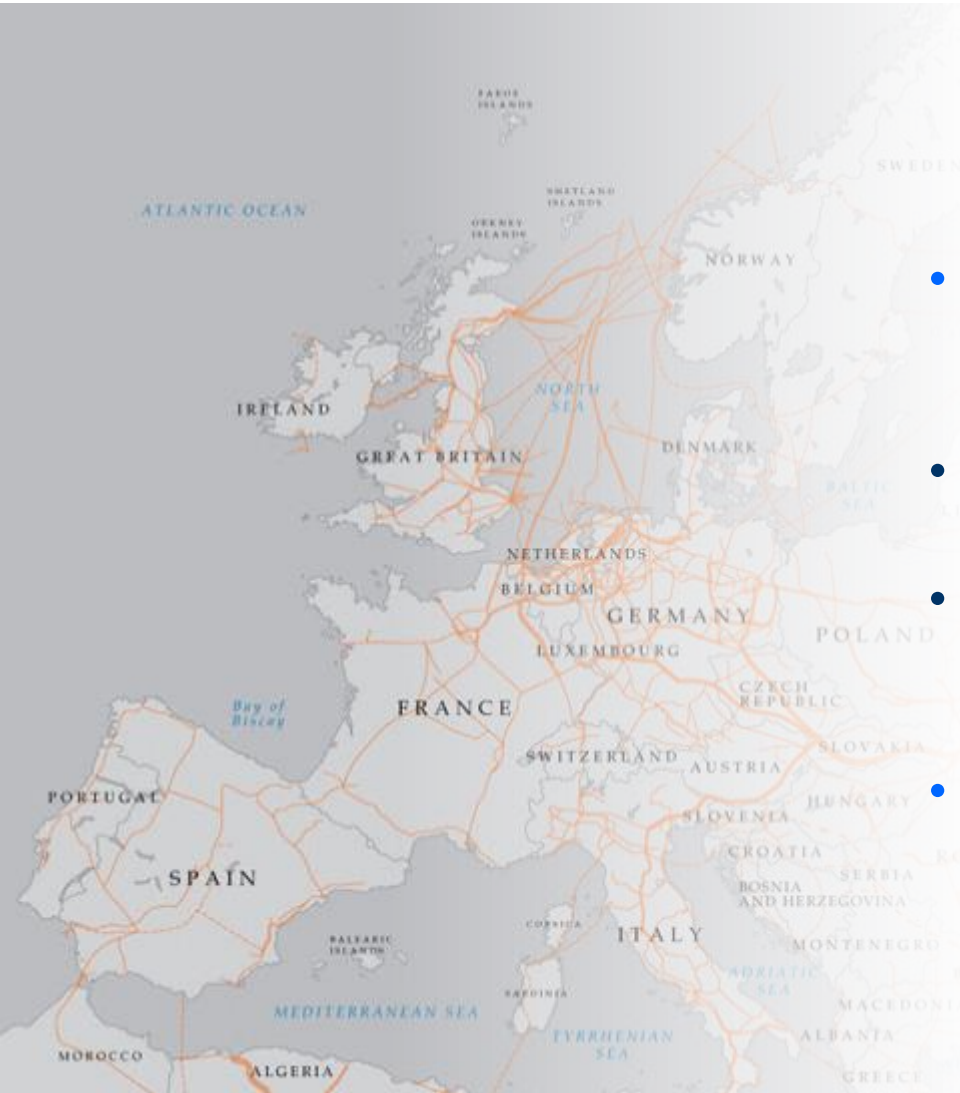 FAROE
ISLANDS
SWEDEN
SHETLAND
ISLANDS
ATLANTIC OCEAN
ORKNEY
ISLANDS
NORWAY
NORTH
SEA
IRELAND
DENMARK
GREAT BRITAIN
BALTIC
SEA
NETHERLANDS
BELGIUM
GERMANY
POLAND
LUXEMBOURG
CZECH
REPUBLIC
Bay of
Biscay
FRANCE
SLOVAKIA
SWITZERLAND
AUSTRIA
PORTUGAL
HUNGARY
SLOVENIA
CROATIA
SERBIA
SPAIN
BOSNIA
AND HERZEGOVINA
CORSICA
ITALY
BALEARIC
ISLANDS
MONTENEGRO
ADRIATIC
SEA
SARDINIA
MACEDONI
MEDITERRANEAN SEA
TYRRHENIAN
SEA
ALBANIA
MOROCCO
ALGERIA
GREECE